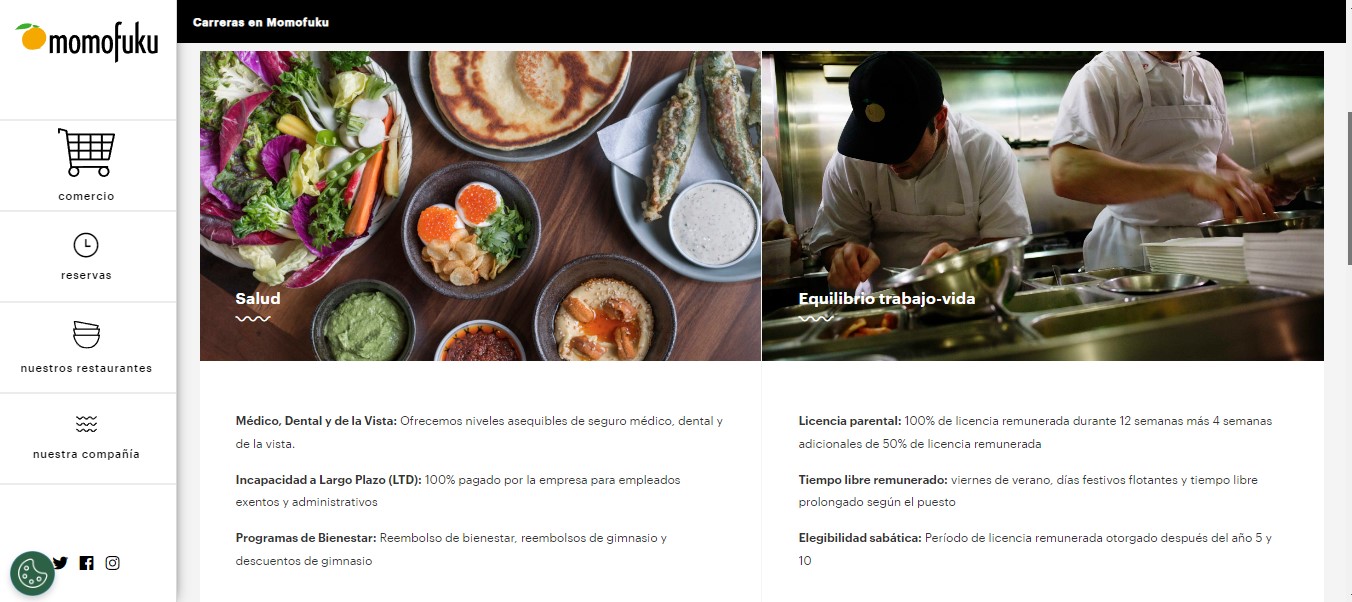 momofuku
Carreras en Momofuku
comercio
reservas
nuestros restaurantes
nuestra compañía
Salud
Médico, Dental y de la Vista: Ofrecemos niveles asequibles de seguro médico, dental y
de la vista.
Incapacidad a Largo Plazo (LTD): 100% pagado por la empresa para empleados
exentos y administrativos
Programas de Bienestar: Reembolso de bienestar, reembolsos de gimnasio y
descuentos de gimnasio
Equilibrio trabajo-vida
Licencia parental: 100% de licencia remunerada durante 12 semanas más 4 semanas
adicionales de 50% de licencia remunerada
Tiempo libre remunerado: viernes de verano, días festivos flotantes y tiempo libre
prolongado según el puesto
Elegibilidad sabática: Período de licencia remunerada otorgado después del año 5 y
10